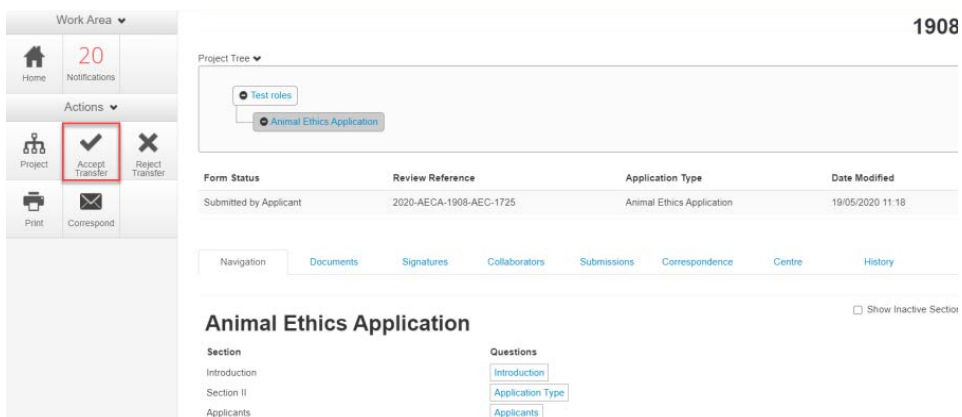 Work Area
1908
Home
20
Notifications
Project Tree
Test roles
Animal Ethics Application
Actions
Project
Accept Transfer
Reject Transfer
Print
Correspond
Form Status Review Reference Application Type Date Modified
Submitted by Applicant 2020-AECA-1908-AEC-1725 Animal Ethics Application 19/05/2020 11:18
Navigation Documents Signatures Collaborators Submissions Correspondence Centre History
Show Inactive Section
Animal Ethics Application
Section Questions
Introduction Introduction
Section II Application Type
Applicants Applicants